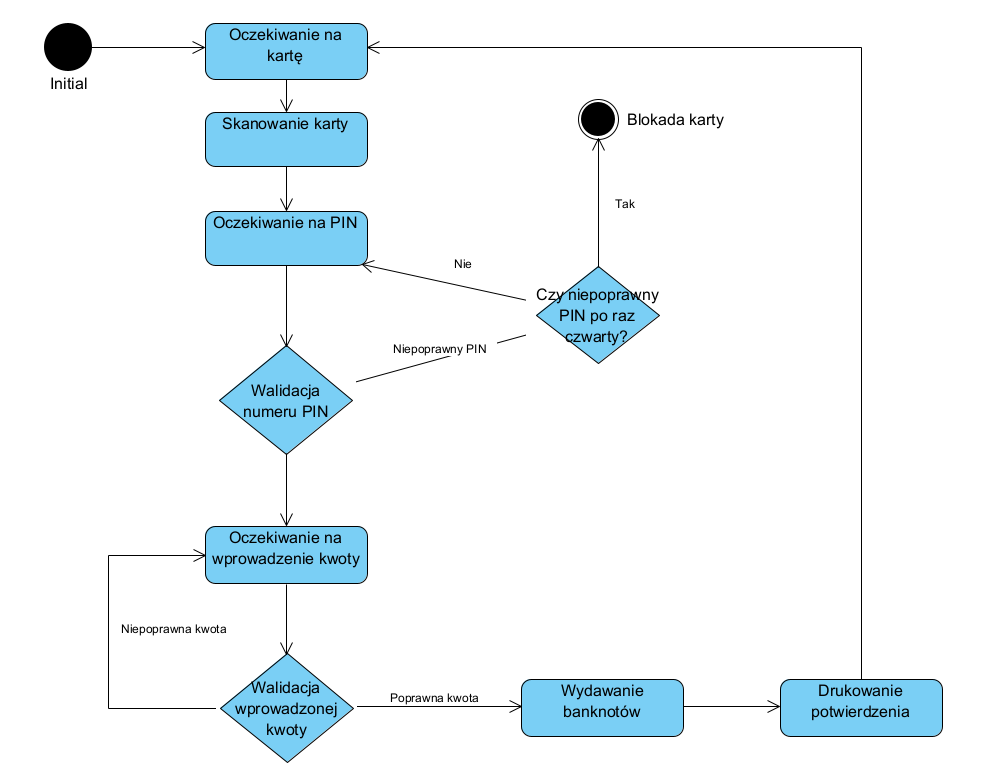 Oczekiwanie na
kartę
Initial
Skanowanie karty
Blokada karty
Tak
Oczekiwanie na PIN
Nie
Czy niepoprawny
PIN po raz
czwarty?
Niepoprawny PIN
Walidacja
numeru PIN
Oczekiwanie na
wprowadzenie kwoty
Niepoprawna kwota
Walidacja
wprowadzonej
kwoty
Poprawna kwota
Wydawanie
banknotów
Drukowanie
potwierdzenia